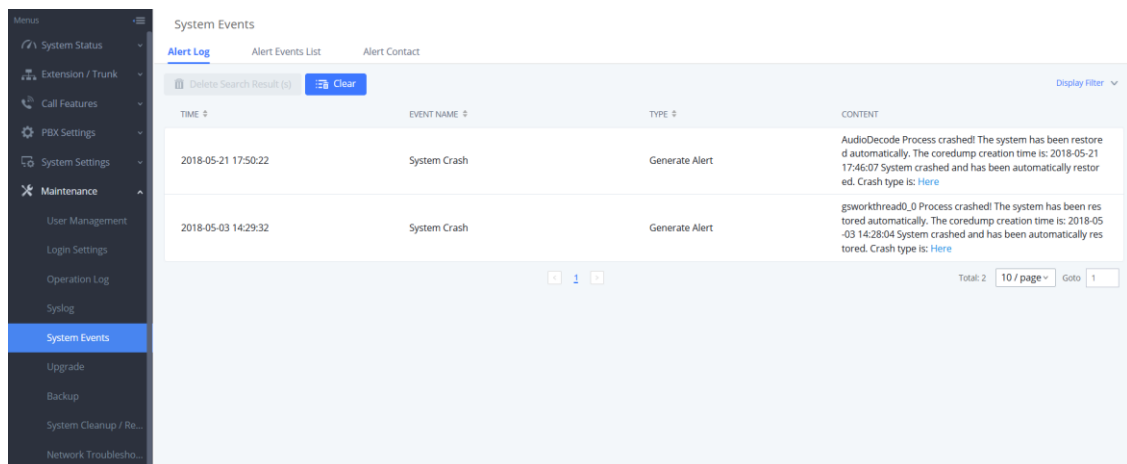 Menus
System Status
Extension / Trunk
Call Features
PBX Settings
System Settings
Maintenance
User Management
Login Settings
Operation Log
Syslog
System Events
Upgrade
Backup
System Cleanup / Re...
Network Troublesho...
System Events
Alert Log Alert Events List Alert Contact
Delete Search Result (s) Clear Display Filter
TIME EVENT NAME TYPE CONTENT
2018-05-21 17:50:22 System Crash Generate Alert
AudioDecode Process crashed! The system has been restore
d automatically. The coredump creation time is: 2018-05-21
17:46:07 System crashed and has been automatically restor
ed. Crash type is: Here
2018-05-03 14:29:32 System Crash Generate Alert
gsworkthread0_0 Process crashed! The system has been res
tored automatically. The coredump creation time is: 2018-05
-03 14:28:04 System crashed and has been automatically res
tored. Crash type is: Here
< 1 > Total: 2 10 / page Goto 1